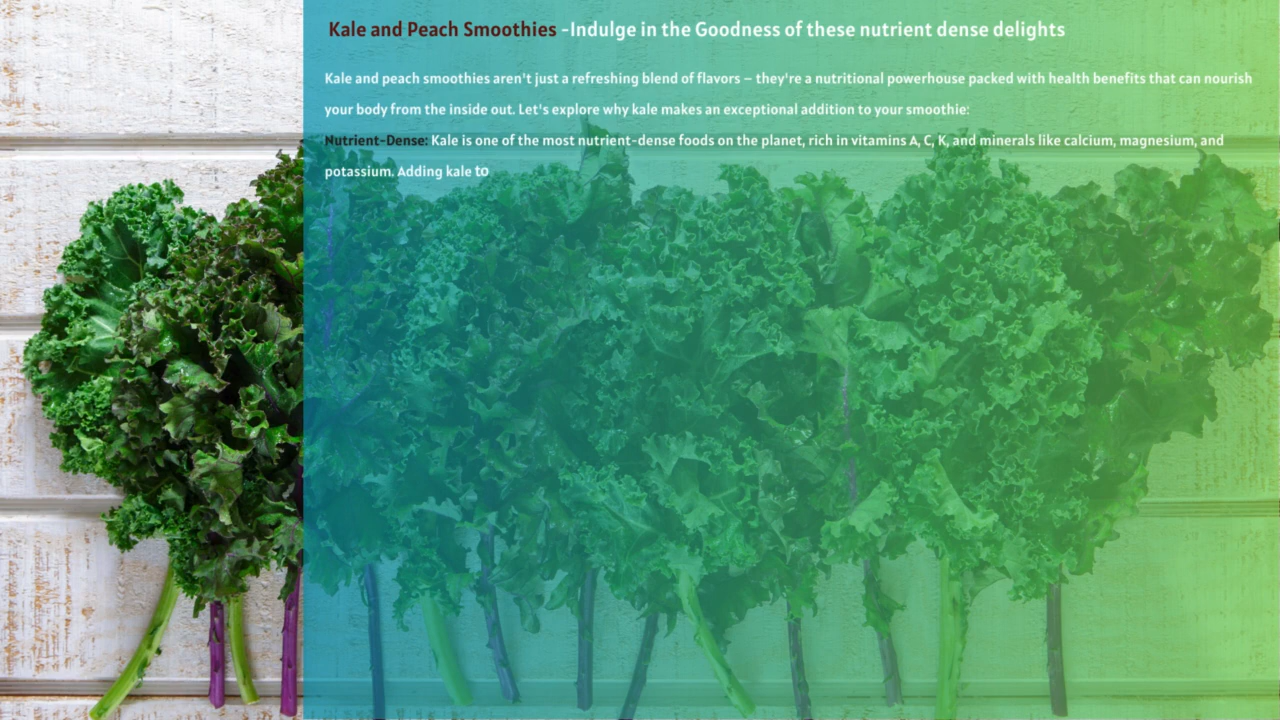 Kale and Peach Smoothies -Indulge in the Goodness of these nutrient dense delights
Kale and peach smoothies aren't just a refreshing blend of flavors – they're a nutritional powerhouse packed with health benefits that can nourish
your body from the inside out. Let's explore why kale makes an exceptional addition to your smoothie:
Nutrient-Dense: Kale is one of the most nutrient-dense foods on the planet, rich in vitamins A, C, K, and minerals like calcium, magnesium, and
potassium. Adding kale to